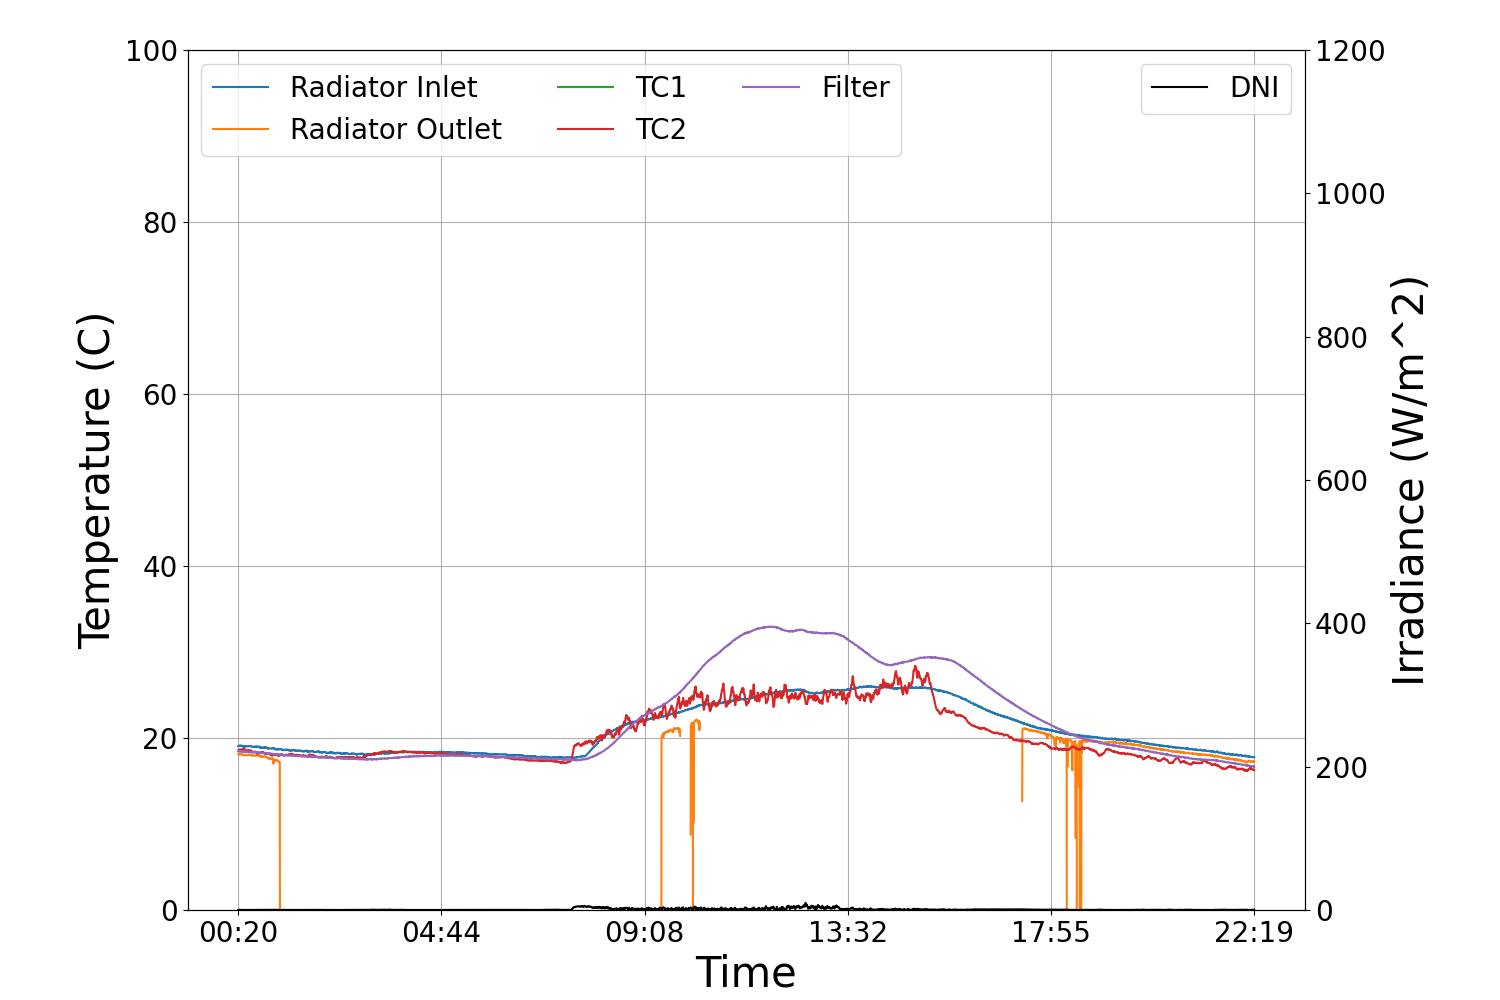 100
80
60
40
20
0
Temperature (C)
Radiator Inlet
Radiator Outlet
TC1
TC2
Filter
DNI
1200
1000
800
600
400
200
0
Irradiance (W/m^2)
00:20 04:44 09:08 13:32 17:55 22:19
Time